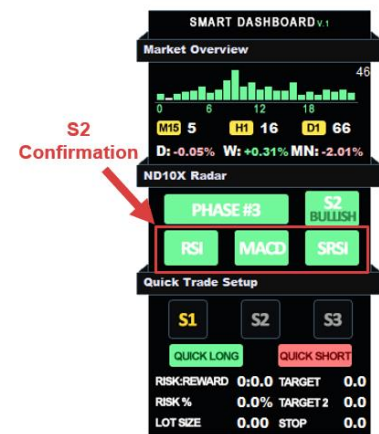 SMART DASHBOARD V.1
Market Overview
46
0 6 12 18
M15 5 H1 16 D1 66
D: -0.05% W: +0.31% MN: -2.01%
S2
Confirmation
ND10X Radar
PHASE #3 S2
BULLISH
RSI MACD SRSI
Quick Trade Setup
S1 S2 S3
QUICK LONG QUICK SHORT
RISK:REWARD 0:0.0 TARGET 0.0
RISK % 0.0% TARGET 2 0.0
LOT SIZE 0.00 STOP 0.0